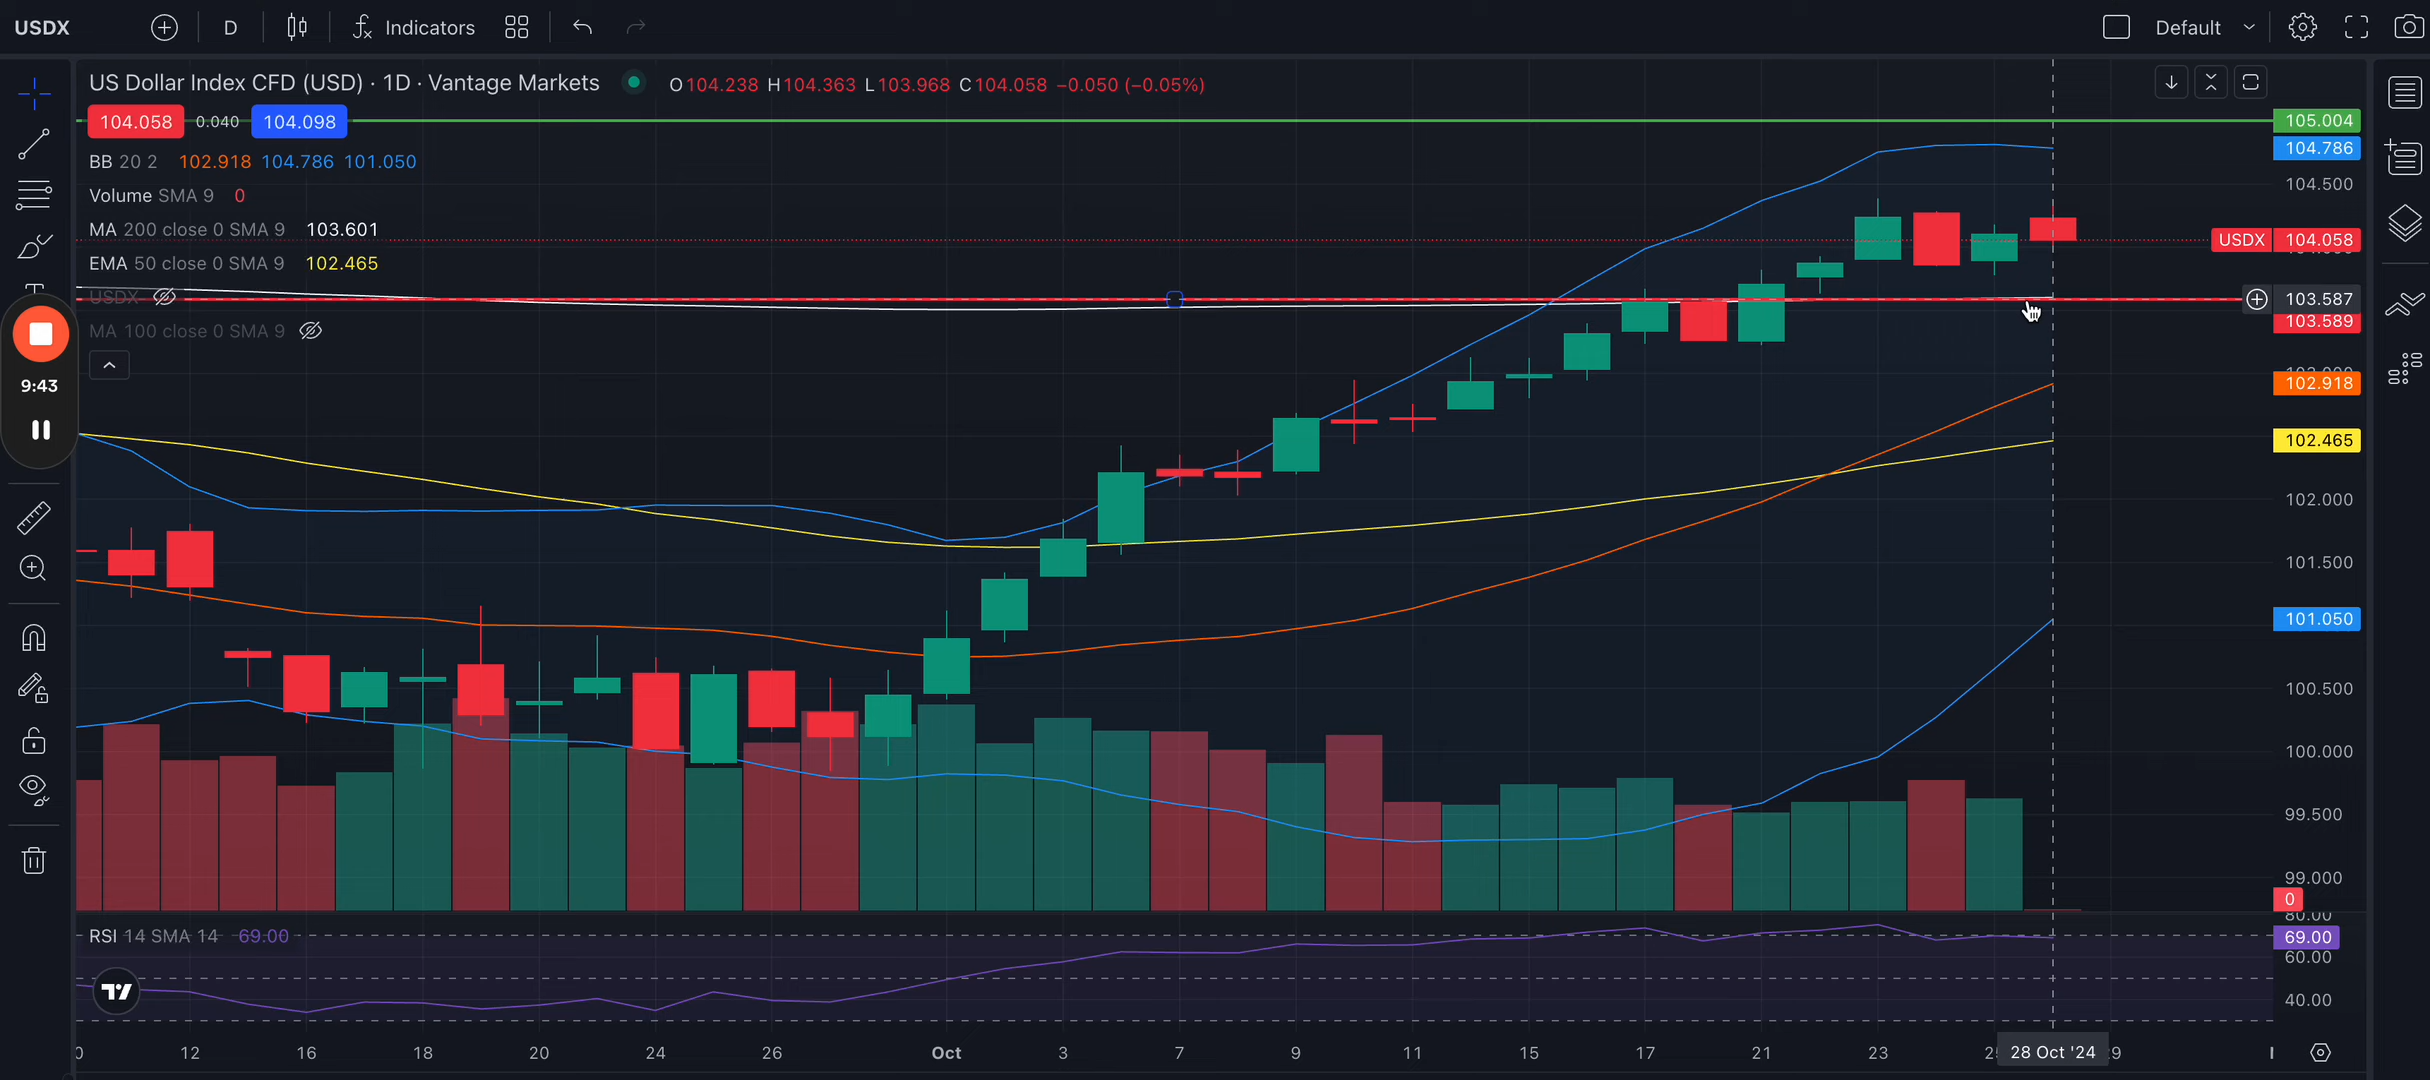 USDX D Indicators Default
US Dollar Index CFD (USD) · 1D · Vantage Markets O104.238 H104.363 L103.968 C104.058 −0.050 (−0.05%)
104.058 0.040 104.098
BB 20 2 102.918 104.786 101.050
Volume SMA 9 0
MA 200 close 0 SMA 9 103.601
EMA 50 close 0 SMA 9 102.465
USDX
MA 100 close 0 SMA 9
9:43
105.004
104.786
104.500
USDX 104.058
103.587
103.589
102.918
102.465
102.000
101.500
101.050
100.500
100.000
99.500
99.000
0
80.00
RSI 14 SMA 14 69.00
69.00
60.00
40.00
0 12 16 18 20 24 26 Oct 3 7 9 11 15 17 21 23 28 Oct '24